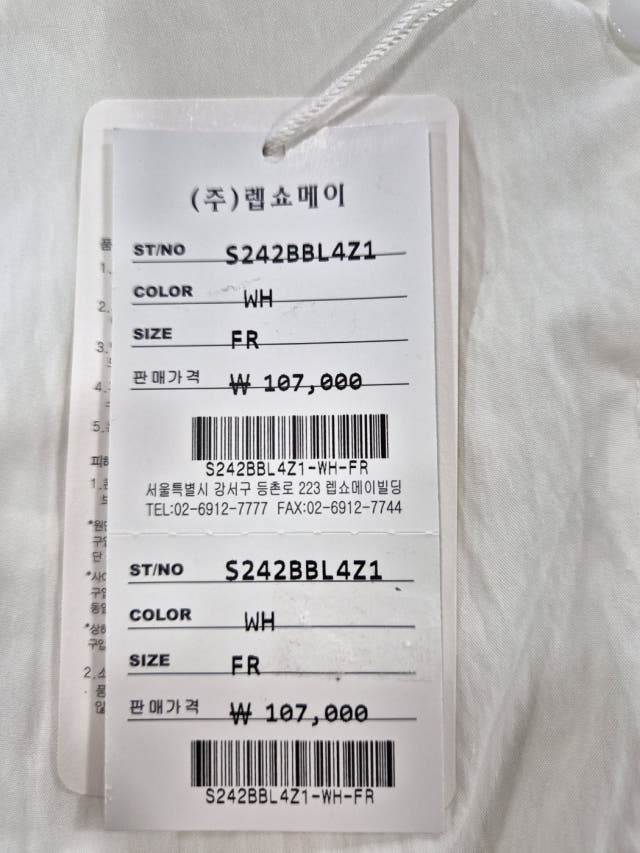 (주)렙쇼메이
ST/NO S242BBL4Z1
COLOR WH
SIZE FR
판매가격 ₩ 107,000
S242BBL4Z1-WH-FR
서울특별시 강서구 등촌로 223 렙쇼메이빌딩
TEL:02-6912-7777 FAX:02-6912-7744
ST/NO S242BBL4Z1
COLOR WH
SIZE FR
판매가격 ₩ 107,000
S242BBL4Z1-WH-FR